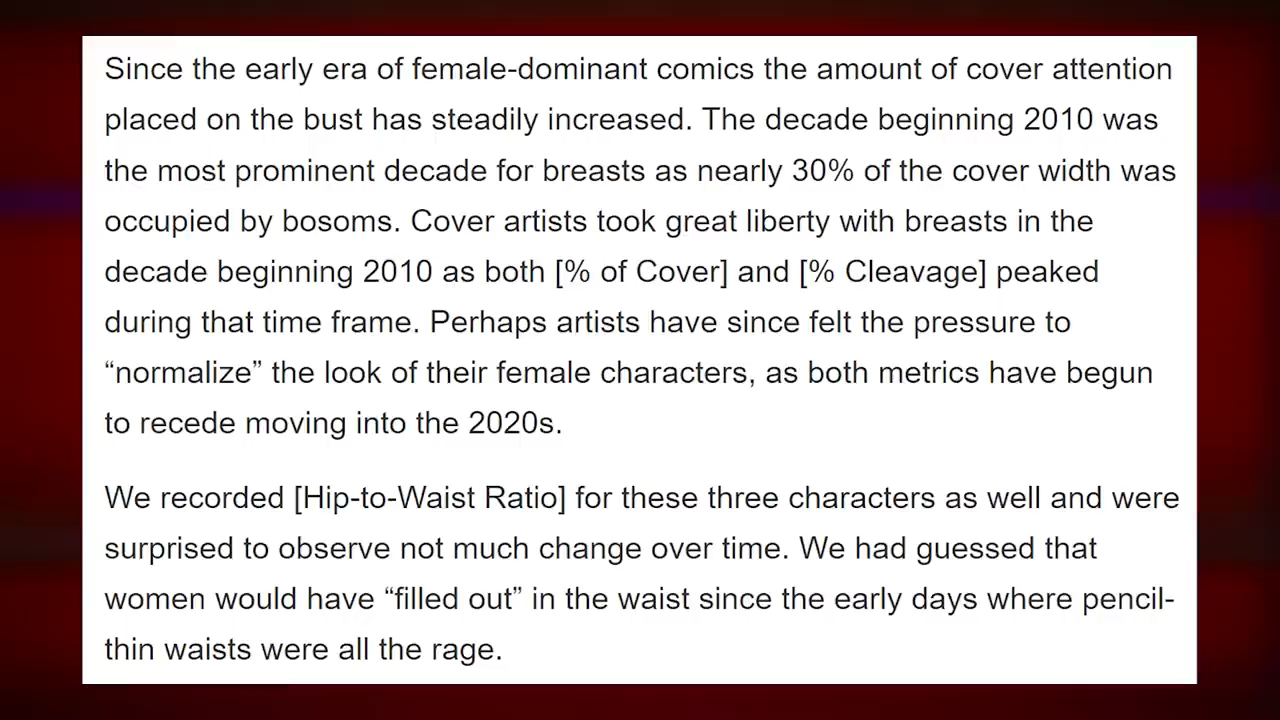 Since the early era of female-dominant comics the amount of cover attention
placed on the bust has steadily increased. The decade beginning 2010 was
the most prominent decade for breasts as nearly 30% of the cover width was
occupied by bosoms. Cover artists took great liberty with breasts in the
decade beginning 2010 as both [% of Cover] and [% Cleavage] peaked
during that time frame. Perhaps artists have since felt the pressure to
“normalize” the look of their female characters, as both metrics have begun
to recede moving into the 2020s.
We recorded [Hip-to-Waist Ratio] for these three characters as well and were
surprised to observe not much change over time. We had guessed that
women would have “filled out” in the waist since the early days where pencil-
thin waists were all the rage.